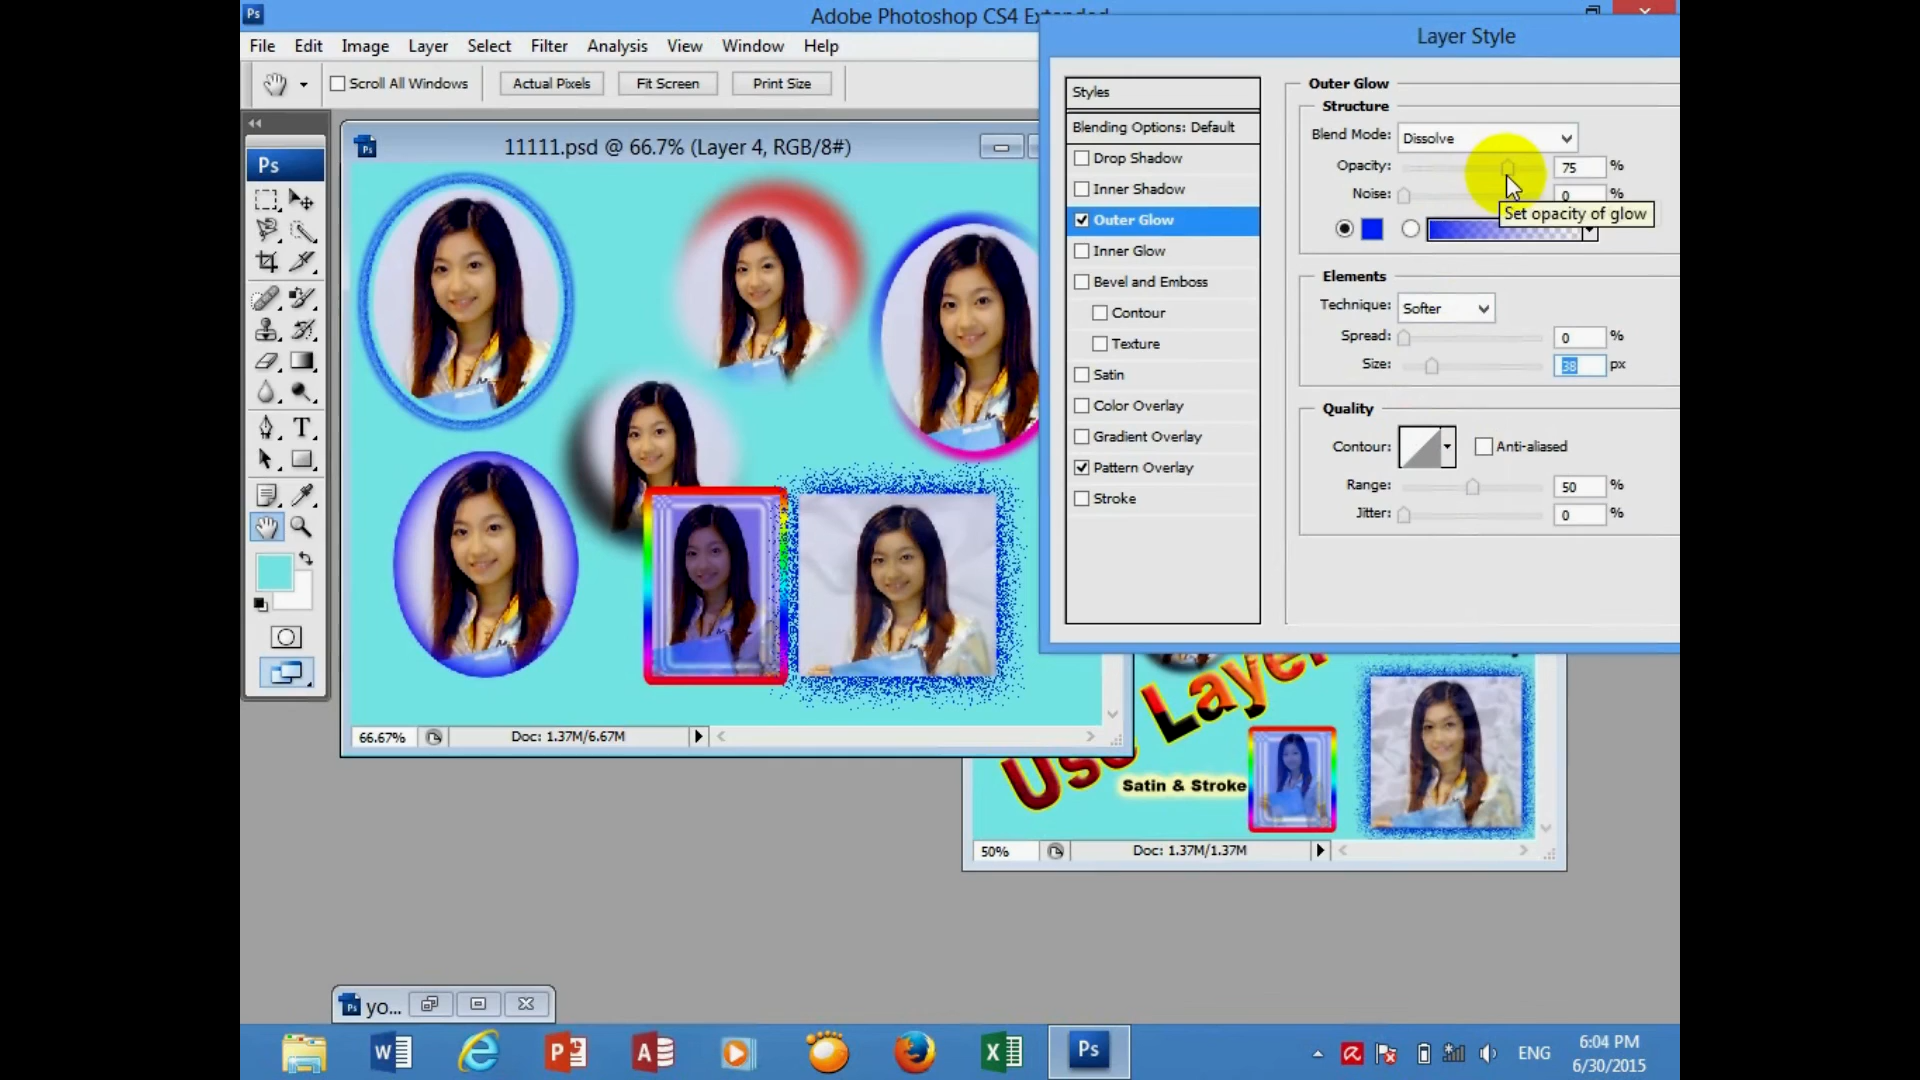 Ps
Adobe Photoshop CS4 Extended
File Edit Image Layer Select Filter Analysis View Window Help
Scroll All Windows
Actual Pixels
Fit Screen
Print Size
Ps
11111.psd @ 66.7% (Layer 4, RGB/8#)
66.67%
Doc: 1.37M/6.67M
Layer Style
Styles
Blending Options: Default
Drop Shadow
Inner Shadow
Outer Glow
Inner Glow
Bevel and Emboss
Contour
Texture
Satin
Color Overlay
Gradient Overlay
Pattern Overlay
Stroke
Outer Glow
Structure
Blend Mode: Dissolve
Opacity: 75 %
Noise: 0 %
Set opacity of glow
Elements
Technique: Softer
Spread: 0 %
Size: 38 px
Quality
Contour: Anti-aliased
Range: 50 %
Jitter: 0 %
Use Layer
Satin & Stroke
50%
Doc: 1.37M/1.37M
yo...
ENG
6:04 PM
6/30/2015